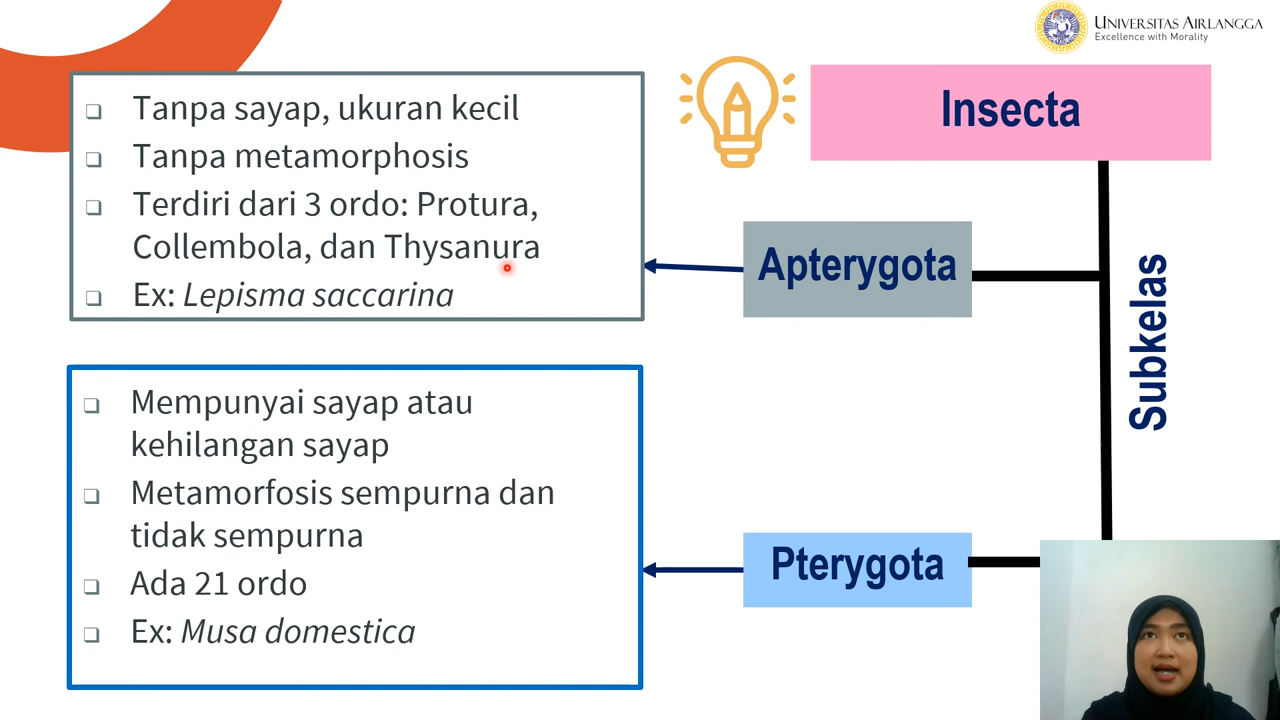 UNIVERSITAS AIRLANGGA
Excellence with Morality
Insecta
Tanpa sayap, ukuran kecil
Tanpa metamorphosis
Terdiri dari 3 ordo: Protura,
Collembola, dan Thysanura
Ex: Lepisma saccarina
Apterygota
Subkelas
Mempunyai sayap atau
kehilangan sayap
Metamorfosis sempurna dan
tidak sempurna
Ada 21 ordo
Ex: Musa domestica
Pterygota